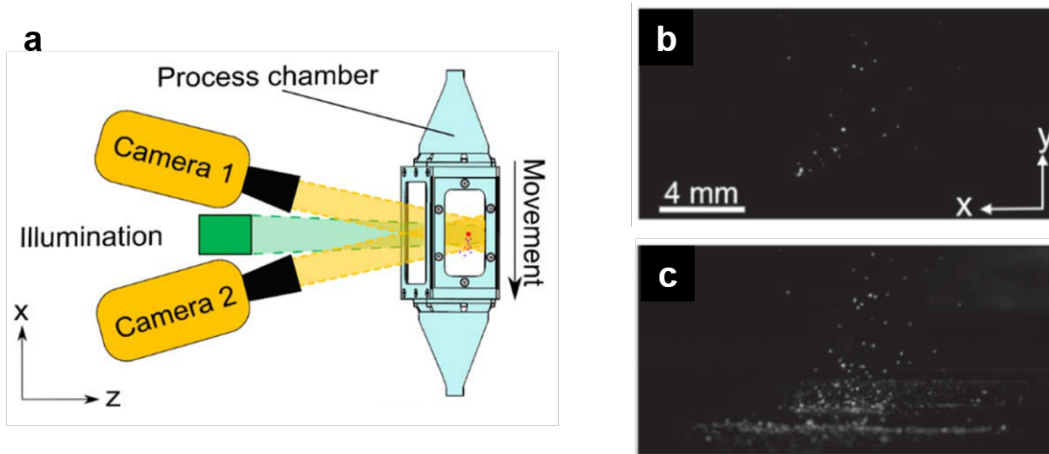 a
Process chamber
Camera 1
Movement
Illumination
Camera 2
x
z
b
4 mm
y
x
c